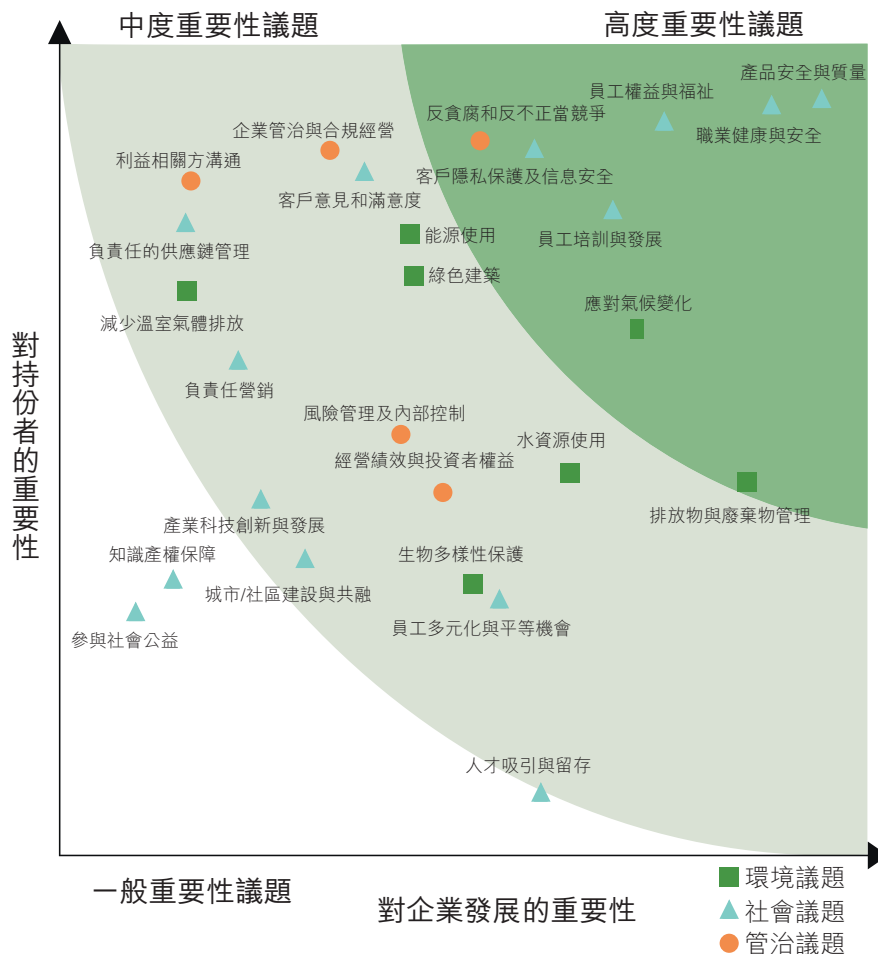 中度重要性議題
高度重要性議題
產品安全與質量
員工權益與福祉
反貪腐和反不正當競爭
企業管治與合規經營
職業健康與安全
利益相關方溝通
客戶隱私保護及信息安全
客戶意見和滿意度
能源使用
員工培訓與發展
負責任的供應鏈管理
綠色建築
應對氣候變化
減少溫室氣體排放
對持份者的重要性
負責任營銷
風險管理及內部控制
水資源使用
經營績效與投資者權益
排放物與廢棄物管理
產業科技創新與發展
知識產權保障
生物多樣性保護
城市/社區建設與共融
員工多元化與平等機會
參與社會公益
人才吸引與留存
一般重要性議題
對企業發展的重要性
環境議題
社會議題
管治議題